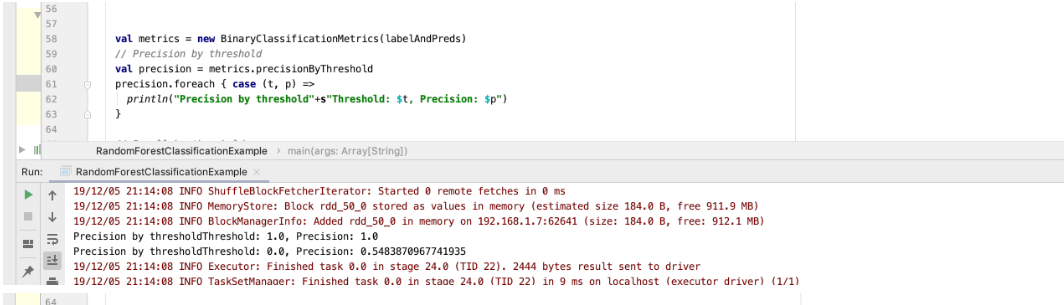 56
57
58 val metrics = new BinaryClassificationMetrics(labelAndPreds)
59 // Precision by threshold
60 val precision = metrics.precisionByThreshold
61 precision.foreach { case (t, p) =>
62 println("Precision by threshold"+s"Threshold: $t, Precision: $p")
63 }
64
RandomForestClassificationExample › main(args: Array[String])
Run: RandomForestClassificationExample ×
19/12/05 21:14:08 INFO ShuffleBlockFetcherIterator: Started 0 remote fetches in 0 ms
19/12/05 21:14:08 INFO MemoryStore: Block rdd_50_0 stored as values in memory (estimated size 184.0 B, free 911.9 MB)
19/12/05 21:14:08 INFO BlockManagerInfo: Added rdd_50_0 in memory on 192.168.1.7:62641 (size: 184.0 B, free: 912.1 MB)
Precision by thresholdThreshold: 1.0, Precision: 1.0
Precision by thresholdThreshold: 0.0, Precision: 0.5483870967741935
19/12/05 21:14:08 INFO Executor: Finished task 0.0 in stage 24.0 (TID 22). 2444 bytes result sent to driver
19/12/05 21:14:08 INFO TaskSetManager: Finished task 0.0 in stage 24.0 (TID 22) in 9 ms on localhost (executor driver) (1/1)
64